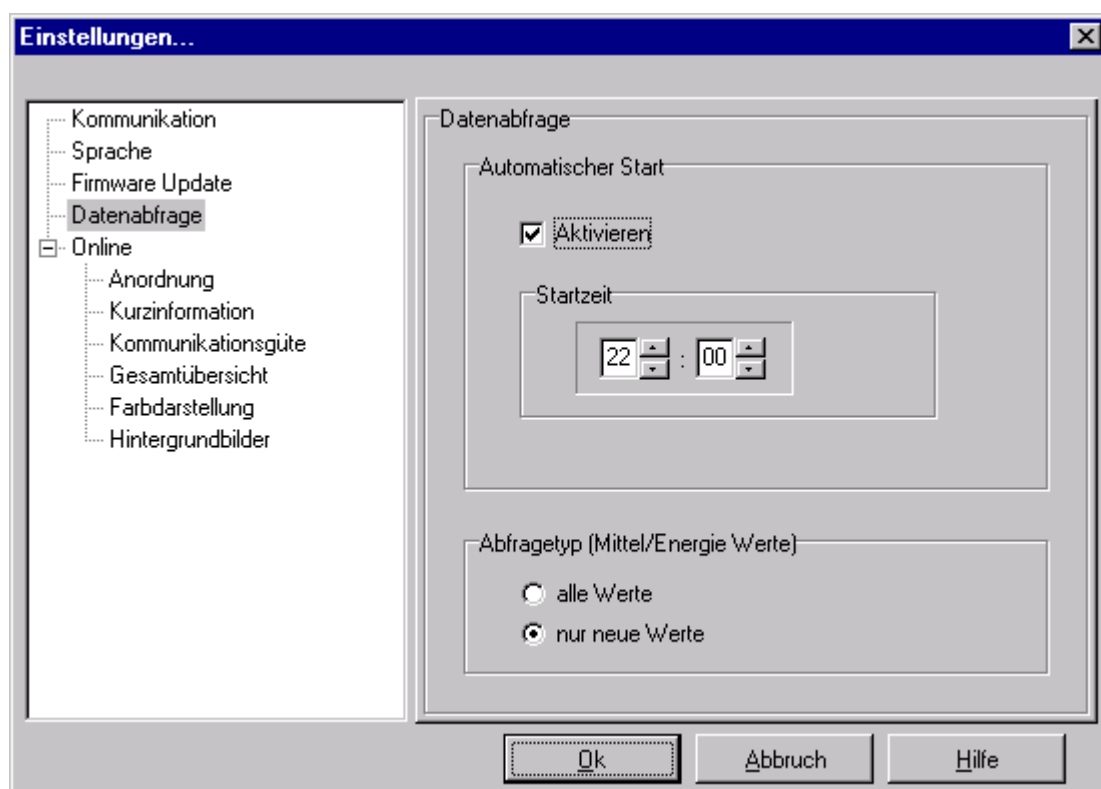 Einstellungen...
Kommunikation
Sprache
Firmware Update
Datenabfrage
Online
Anordnung
Kurzinformation
Kommunikationsgüte
Gesamtübersicht
Farbdarstellung
Hintergrundbilder
Datenabfrage
Automatischer Start
Aktivieren
Startzeit
22 : 00
Abfragetyp (Mittel/Energie Werte)
alle Werte
nur neue Werte
Ok Abbruch Hilfe